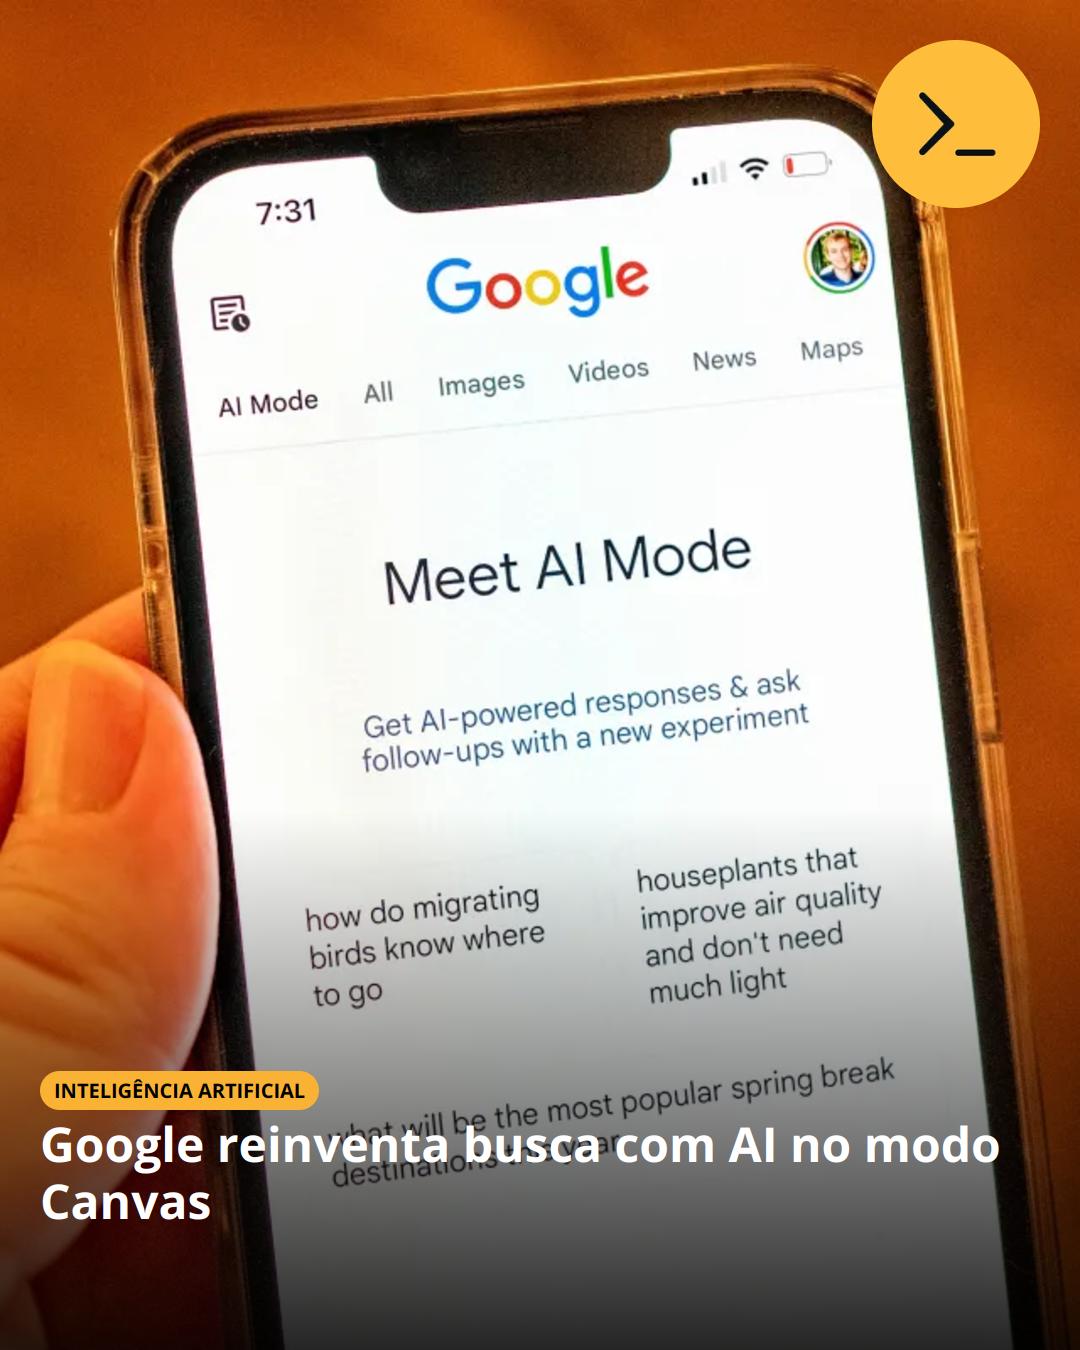 7:31
Google
AI Mode All Images Videos News Maps
Meet AI Mode
Get AI-powered responses & ask
follow-ups with a new experiment
how do migrating
birds know where
to go
houseplants that
improve air quality
and don't need
much light
what will be the most popular spring break
destinations this year
INTELIGÊNCIA ARTIFICIAL
Google reinventa busca com AI no modo
Canvas